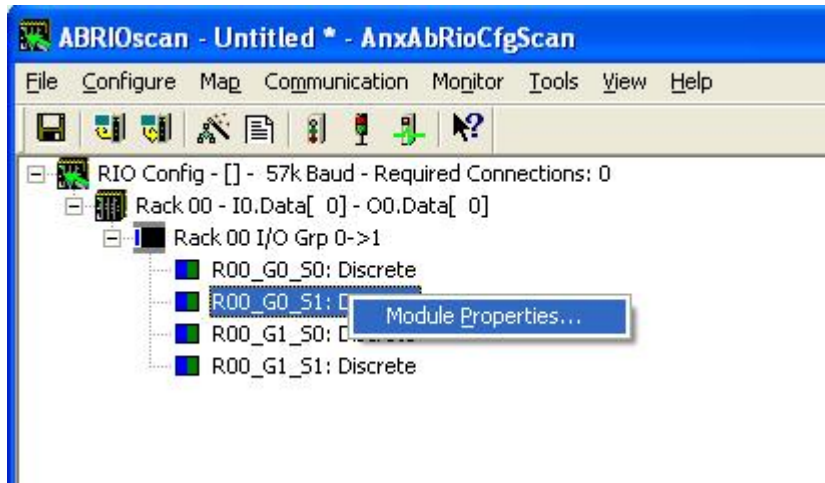 ABRIOscan - Untitled * - AnxAbRioCfgScan
File Configure Map Communication Monitor Tools View Help
RIO Config - [] - 57k Baud - Required Connections: 0
Rack 00 - I0.Data[ 0] - O0.Data[ 0]
Rack 00 I/O Grp 0->1
R00_G0_S0: Discrete
R00_G0_S1:
Module Properties...
R00_G1_S0:
R00_G1_S1: Discrete